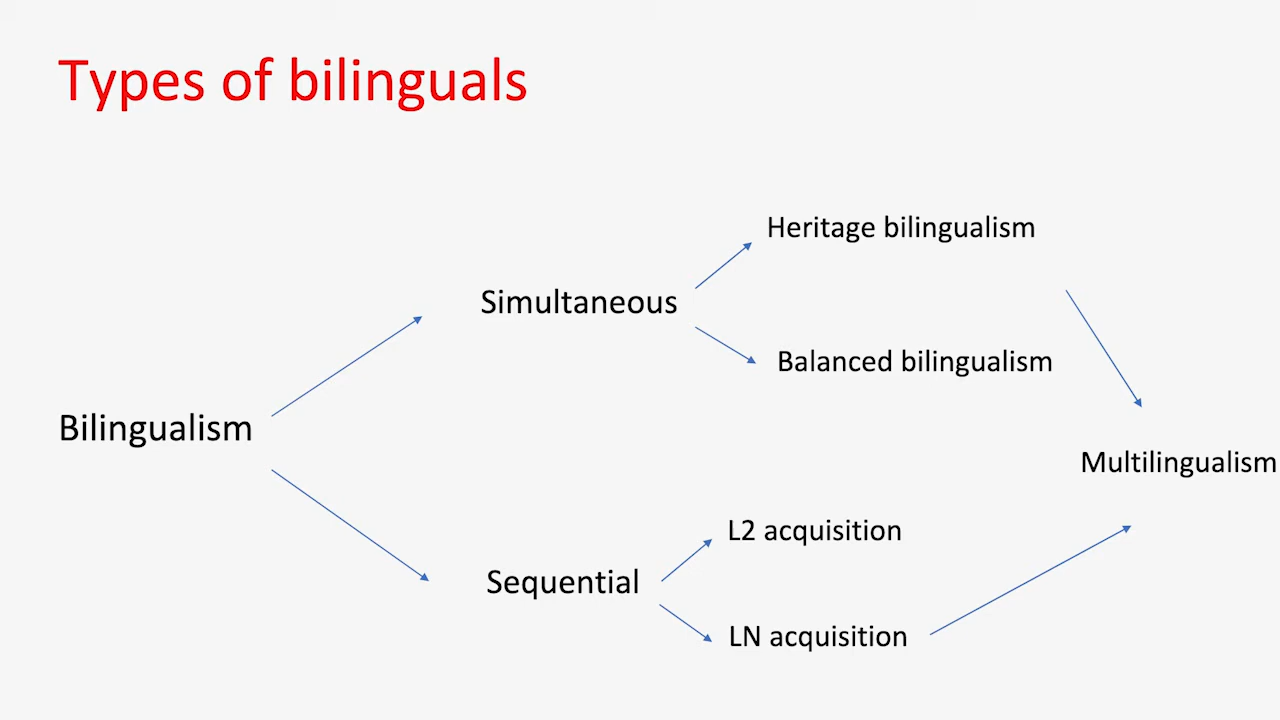 Types of bilinguals
Heritage bilingualism
Simultaneous
Balanced bilingualism
Bilingualism
Multilingualism
L2 acquisition
Sequential
LN acquisition